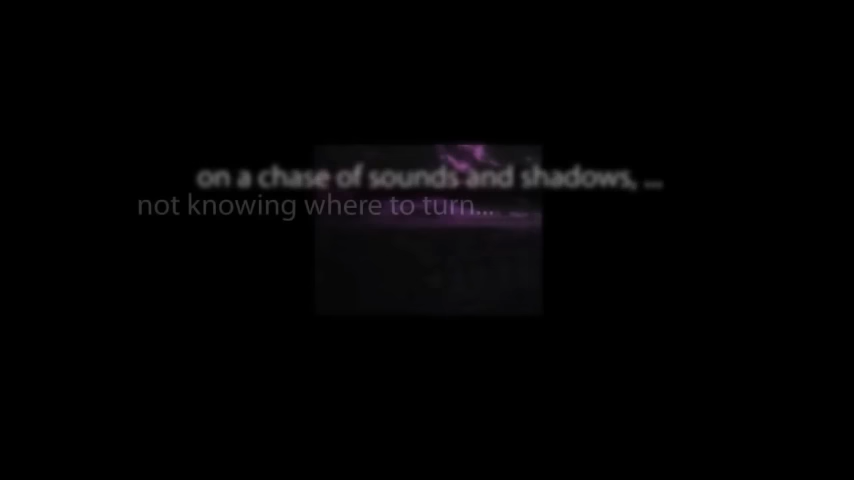 on a chase of sounds and shadows, ...
not knowing where to turn...